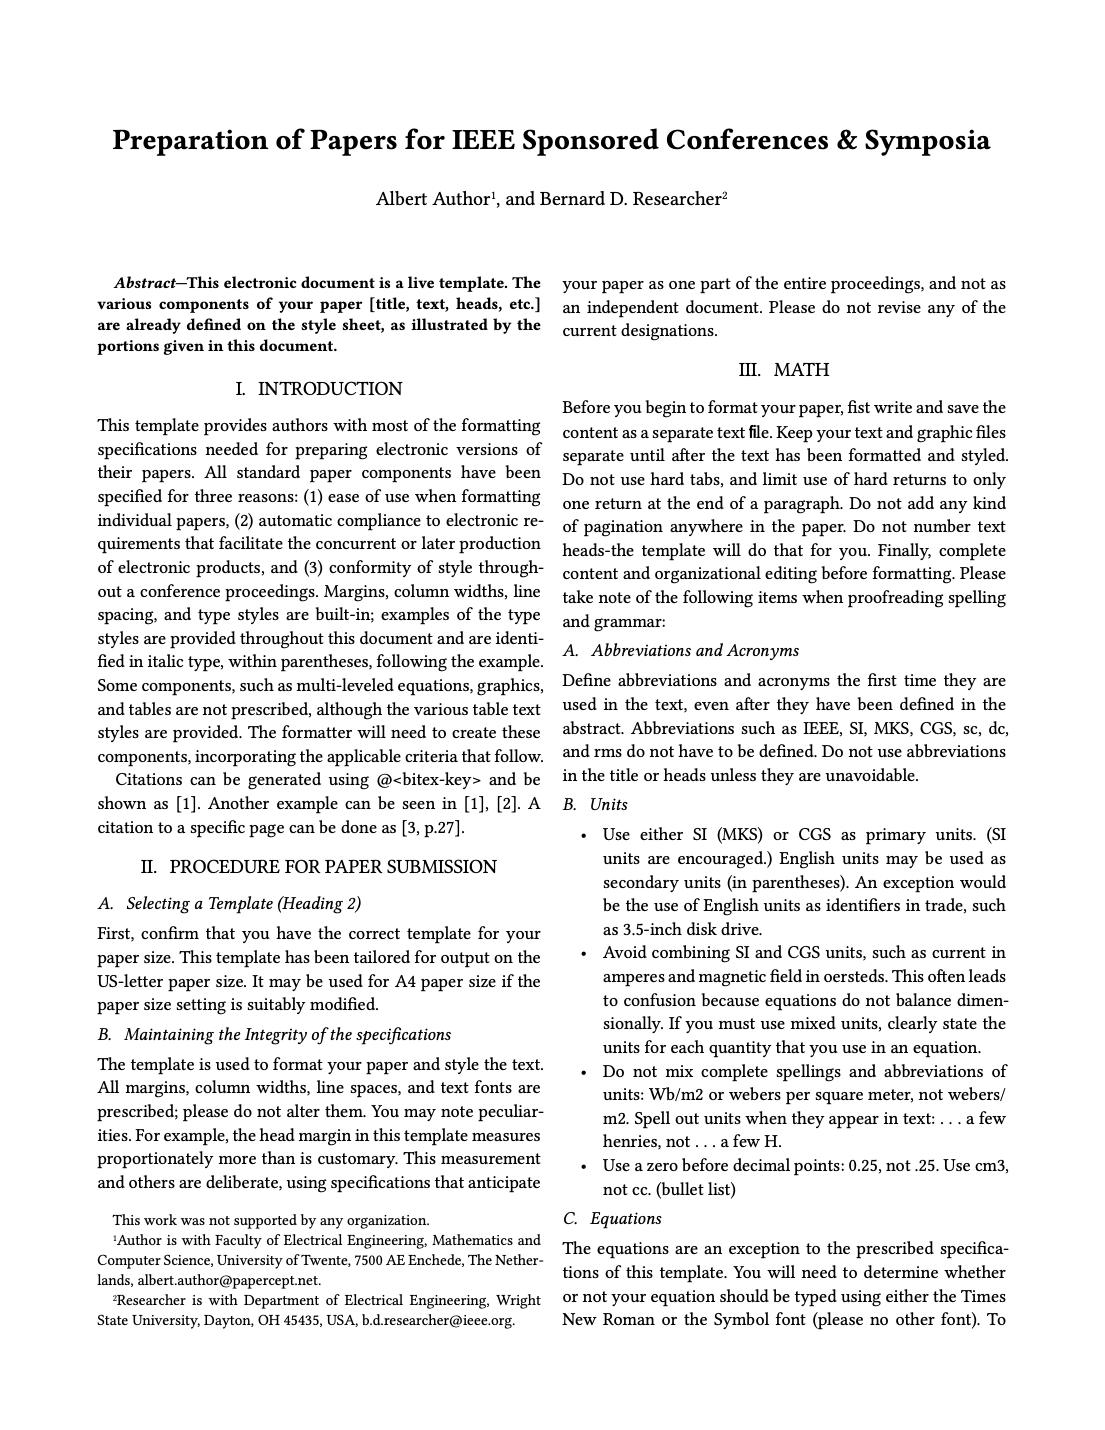 Preparation of Papers for IEEE Sponsored Conferences & Symposia
Albert Author¹, and Bernard D. Researcher²
Abstract—This electronic document is a live template. The
various components of your paper [title, text, heads, etc.]
are already defined on the style sheet, as illustrated by the
portions given in this document.
I. INTRODUCTION
This template provides authors with most of the formatting
specifications needed for preparing electronic versions of
their papers. All standard paper components have been
specified for three reasons: (1) ease of use when formatting
individual papers, (2) automatic compliance to electronic re-
quirements that facilitate the concurrent or later production
of electronic products, and (3) conformity of style through-
out a conference proceedings. Margins, column widths, line
spacing, and type styles are built-in; examples of the type
styles are provided throughout this document and are identi-
fied in italic type, within parentheses, following the example.
Some components, such as multi-leveled equations, graphics,
and tables are not prescribed, although the various table text
styles are provided. The formatter will need to create these
components, incorporating the applicable criteria that follow.
Citations can be generated using @<bitex-key> and be
shown as [1]. Another example can be seen in [1], [2]. A
citation to a specific page can be done as [3, p.27].
II. PROCEDURE FOR PAPER SUBMISSION
A. Selecting a Template (Heading 2)
First, confirm that you have the correct template for your
paper size. This template has been tailored for output on the
US-letter paper size. It may be used for A4 paper size if the
paper size setting is suitably modified.
B. Maintaining the Integrity of the specifications
The template is used to format your paper and style the text.
All margins, column widths, line spaces, and text fonts are
prescribed; please do not alter them. You may note peculiar-
ities. For example, the head margin in this template measures
proportionately more than is customary. This measurement
and others are deliberate, using specifications that anticipate
This work was not supported by any organization.
¹Author is with Faculty of Electrical Engineering, Mathematics and
Computer Science, University of Twente, 7500 AE Enchede, The Nether-
lands, albert.author@papercept.net.
²Researcher is with Department of Electrical Engineering, Wright
State University, Dayton, OH 45435, USA, b.d.researcher@ieee.org.
your paper as one part of the entire proceedings, and not as
an independent document. Please do not revise any of the
current designations.
III. MATH
Before you begin to format your paper, fist write and save the
content as a separate text file. Keep your text and graphic files
separate until after the text has been formatted and styled.
Do not use hard tabs, and limit use of hard returns to only
one return at the end of a paragraph. Do not add any kind
of pagination anywhere in the paper. Do not number text
heads-the template will do that for you. Finally, complete
content and organizational editing before formatting. Please
take note of the following items when proofreading spelling
and grammar:
A. Abbreviations and Acronyms
Define abbreviations and acronyms the first time they are
used in the text, even after they have been defined in the
abstract. Abbreviations such as IEEE, SI, MKS, CGS, sc, dc,
and rms do not have to be defined. Do not use abbreviations
in the title or heads unless they are unavoidable.
B. Units
• Use either SI (MKS) or CGS as primary units. (SI
units are encouraged.) English units may be used as
secondary units (in parentheses). An exception would
be the use of English units as identifiers in trade, such
as 3.5-inch disk drive.
• Avoid combining SI and CGS units, such as current in
amperes and magnetic field in oersteds. This often leads
to confusion because equations do not balance dimen-
sionally. If you must use mixed units, clearly state the
units for each quantity that you use in an equation.
• Do not mix complete spellings and abbreviations of
units: Wb/m2 or webers per square meter, not webers/
m2. Spell out units when they appear in text: . . . a few
henries, not . . . a few H.
• Use a zero before decimal points: 0.25, not .25. Use cm3,
not cc. (bullet list)
C. Equations
The equations are an exception to the prescribed specifica-
tions of this template. You will need to determine whether
or not your equation should be typed using either the Times
New Roman or the Symbol font (please no other font). To